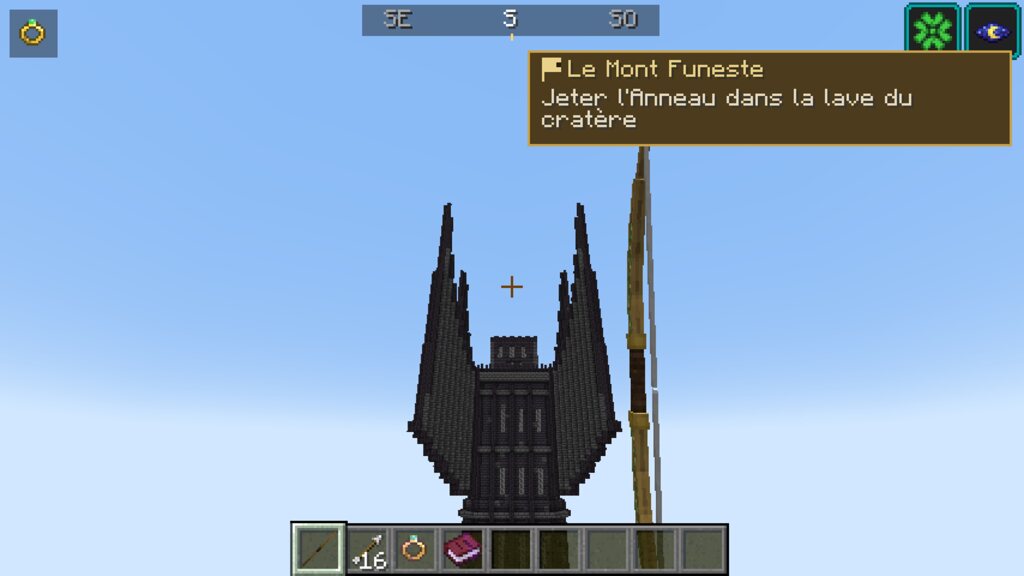 SE S SO
Le Mont Funeste
Jeter l'Anneau dans la lave du
cratère
+16